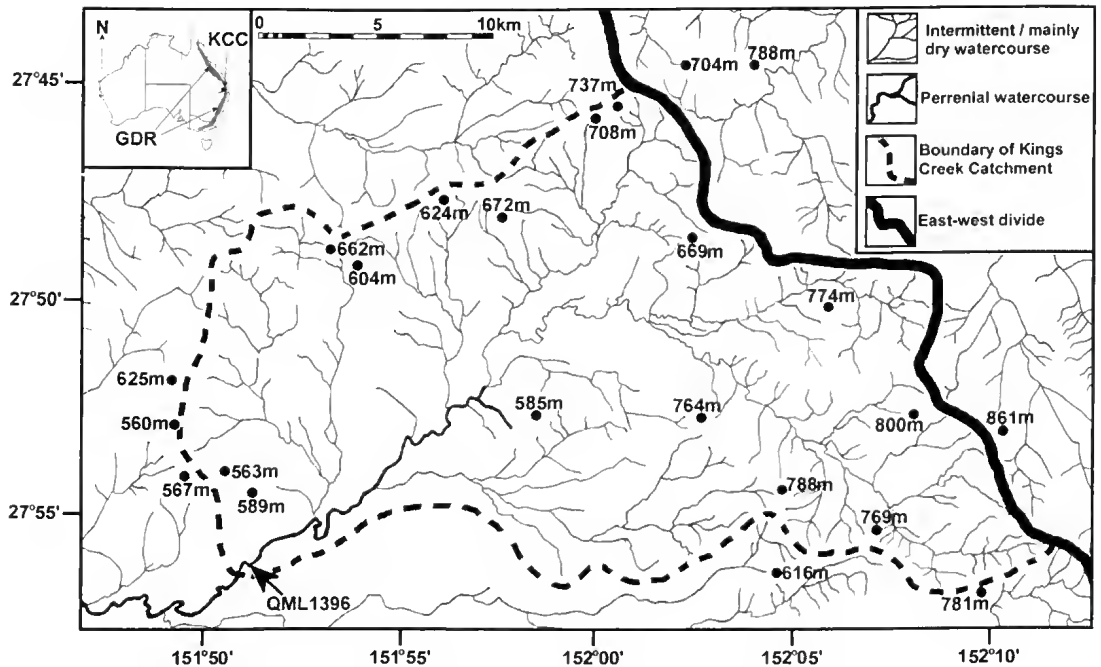 N
KCC
GDR
0
5
10km
Intermittent / mainly
dry watercourse
Perrenial watercourse
Boundary of Kings
Creek Catchment
East-west divide
27°45'
27°50'
27°55'
704m
788m
737m
708m
624m
672m
662m
604m
669m
774m
625m
560m
585m
764m
800m
861m
563m
567m
589m
788m
769m
616m
781m
QML1396
151°50'
151°55'
152°00'
152°05'
152°10'